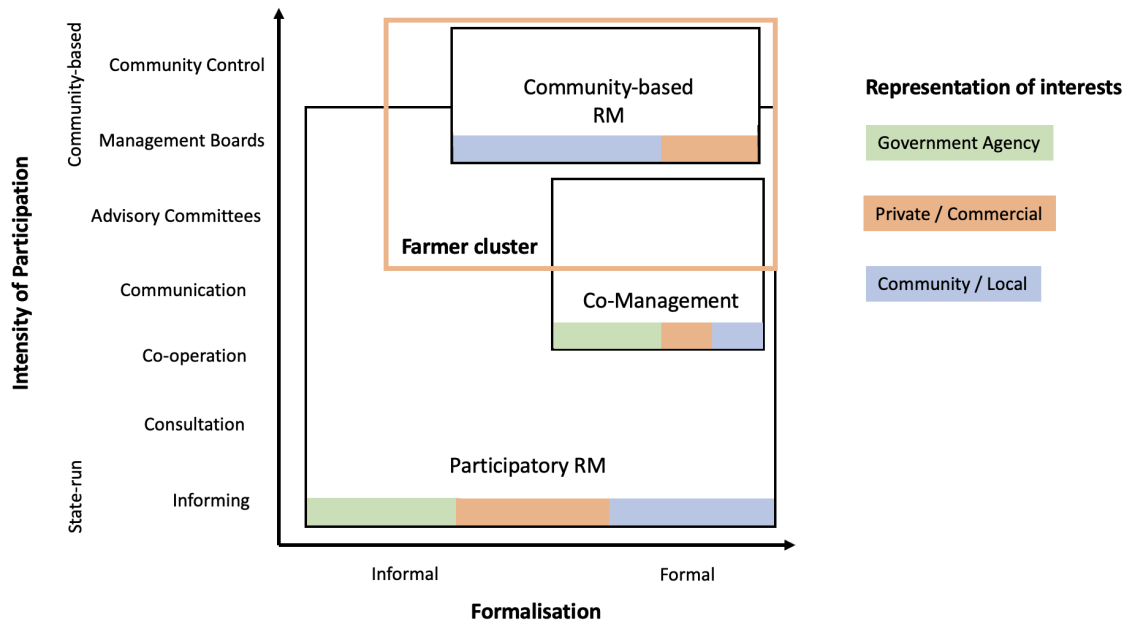 Community-based
Intensity of Participation
State-run
Community Control
Management Boards
Advisory Committees
Communication
Co-operation
Consultation
Informing
Community-based
RM
Farmer cluster
Co-Management
Participatory RM
Informal
Formal
Formalisation
Representation of interests
Government Agency
Private / Commercial
Community / Local